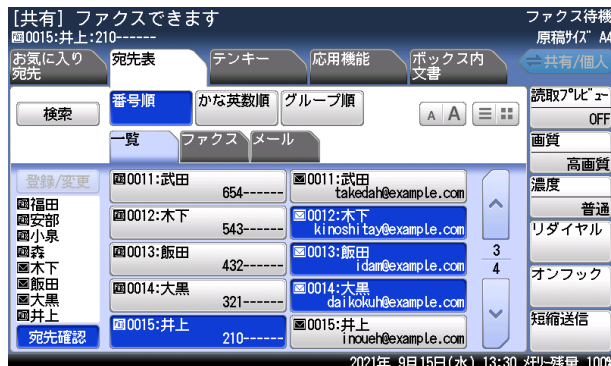 [共有] ファクスできます
ファクス待機
0015:井上:210------
原稿ｻｲｽﾞ A4
お気に入り
宛先
宛先表
テンキー
応用機能
ボックス内
文書
共有/個人
検索
番号順
かな英数順
グループ順
A A
一覧
ファクス
メール
登録/変更
福田
安部
小泉
森
木下
飯田
大黒
井上
宛先確認
0011:武田
654------
0011:武田
takedah@example.com
0012:木下
543------
0012:木下
kinoshitay@example.com
0013:飯田
432------
0013:飯田
idam@example.com
0014:大黒
321------
0014:大黒
daikokuh@example.com
0015:井上
210------
0015:井上
inoueh@example.com
3
4
読取ﾌﾟﾚﾋﾞｭｰ
OFF
画質
高画質
濃度
普通
リダイヤル
オンフック
短縮送信
2021年 9月15日(水) 13:30 ﾒﾓﾘｰ残量 100%